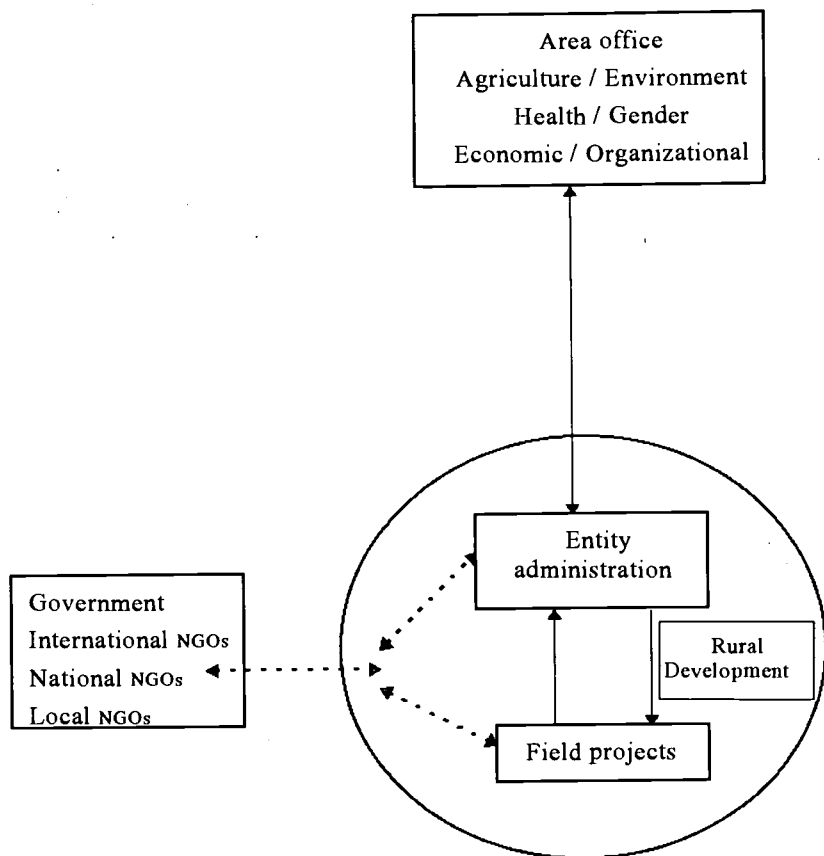 Area office
Agriculture / Environment
Health / Gender
Economic / Organizational
Entity
administration
Government
International NGOs
National NGOs
Local NGOs
Rural
Development
Field projects